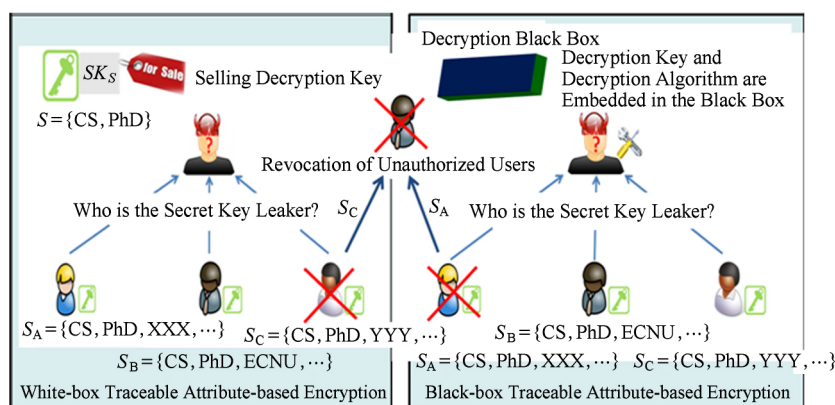 SK_S
for Sale
Selling Decryption Key
S={CS, PhD}
?
Who is the Secret Key Leaker?
S_A={CS, PhD, XXX, ⋯}
S_C={CS, PhD, YYY, ⋯}
S_B={CS, PhD, ECNU, ⋯}
White-box Traceable Attribute-based Encryption
Revocation of Unauthorized Users
S_C
S_A
Decryption Black Box
Decryption Key and
Decryption Algorithm are
Embedded in the Black Box
?
Who is the Secret Key Leaker?
S_B={CS, PhD, ECNU, ⋯}
S_A={CS, PhD, XXX, ⋯}
S_C={CS, PhD, YYY, ⋯}
Black-box Traceable Attribute-based Encryption